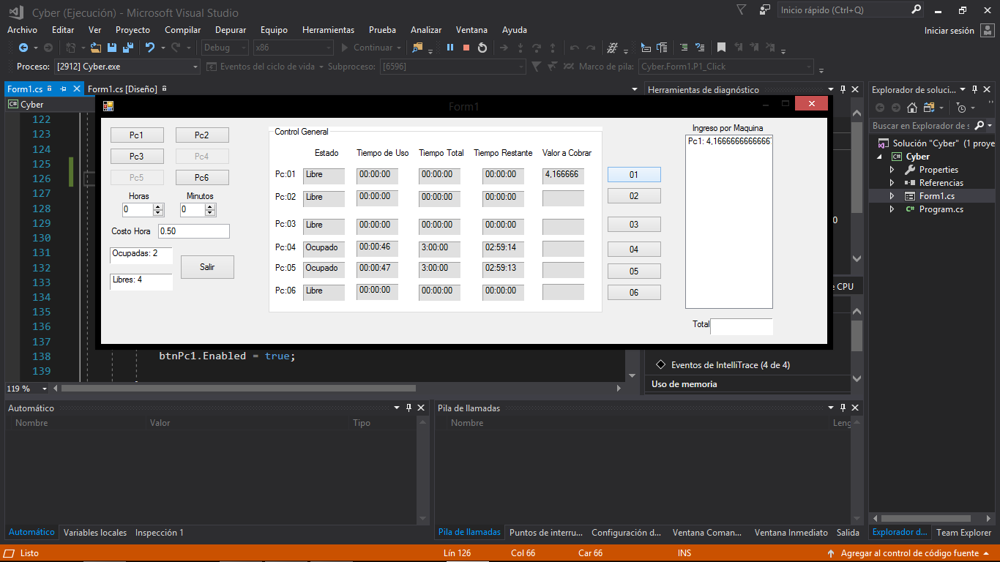 Cyber (Ejecución) - Microsoft Visual Studio
Inicio rápido (Ctrl+Q)
Archivo Editar Ver Proyecto Compilar Depurar Equipo Herramientas Prueba Analizar Ventana Ayuda
Iniciar sesión
Debug x86 Continuar
Proceso: [2912] Cyber.exe Eventos del ciclo de vida Subproceso: [6596] Marco de pila: Cyber.Form1.P1_Click
Form1.cs Form1.cs [Diseño]
Herramientas de diagnóstico
Explorador de soluci...
C# Cyber
Form1
Buscar en Explorador de s
Solución "Cyber" (1 proye
C# Cyber
Properties
Referencias
Form1.cs
C# Program.cs
122
123
124
125
126
127
128
129
130
131
132
133
134
135
136
137
138 btnPc1.Enabled = true;
139
Pc1 Pc2
Pc3 Pc4
Pc5 Pc6
Horas Minutos
0 0
Costo Hora 0.50
Ocupadas: 2
Salir
Libres: 4
Control General
Estado Tiempo de Uso Tiempo Total Tiempo Restante Valor a Cobrar
Pc:01 Libre 00:00:00 00:00:00 00:00:00 4,166666 01
Pc:02 Libre 00:00:00 00:00:00 00:00:00 02
Pc:03 Libre 00:00:00 00:00:00 00:00:00 03
Pc:04 Ocupado 00:00:46 3:00:00 02:59:14 04
Pc:05 Ocupado 00:00:47 3:00:00 02:59:13 05
Pc:06 Libre 00:00:00 00:00:00 00:00:00 06
Ingreso por Maquina
Pc1: 4,1666666666666
Total
0
e CPU
Eventos de IntelliTrace (4 de 4)
Uso de memoria
119 %
Automático
Nombre Valor Tipo
Pila de llamadas
Nombre Leng
Automático Variables locales Inspección 1
Pila de llamadas Puntos de interru... Configuración d... Ventana Coman... Ventana Inmediato Salida
Explorador d... Team Explorer
Listo Lín 126 Col 66 Car 66 INS Agregar al control de código fuente